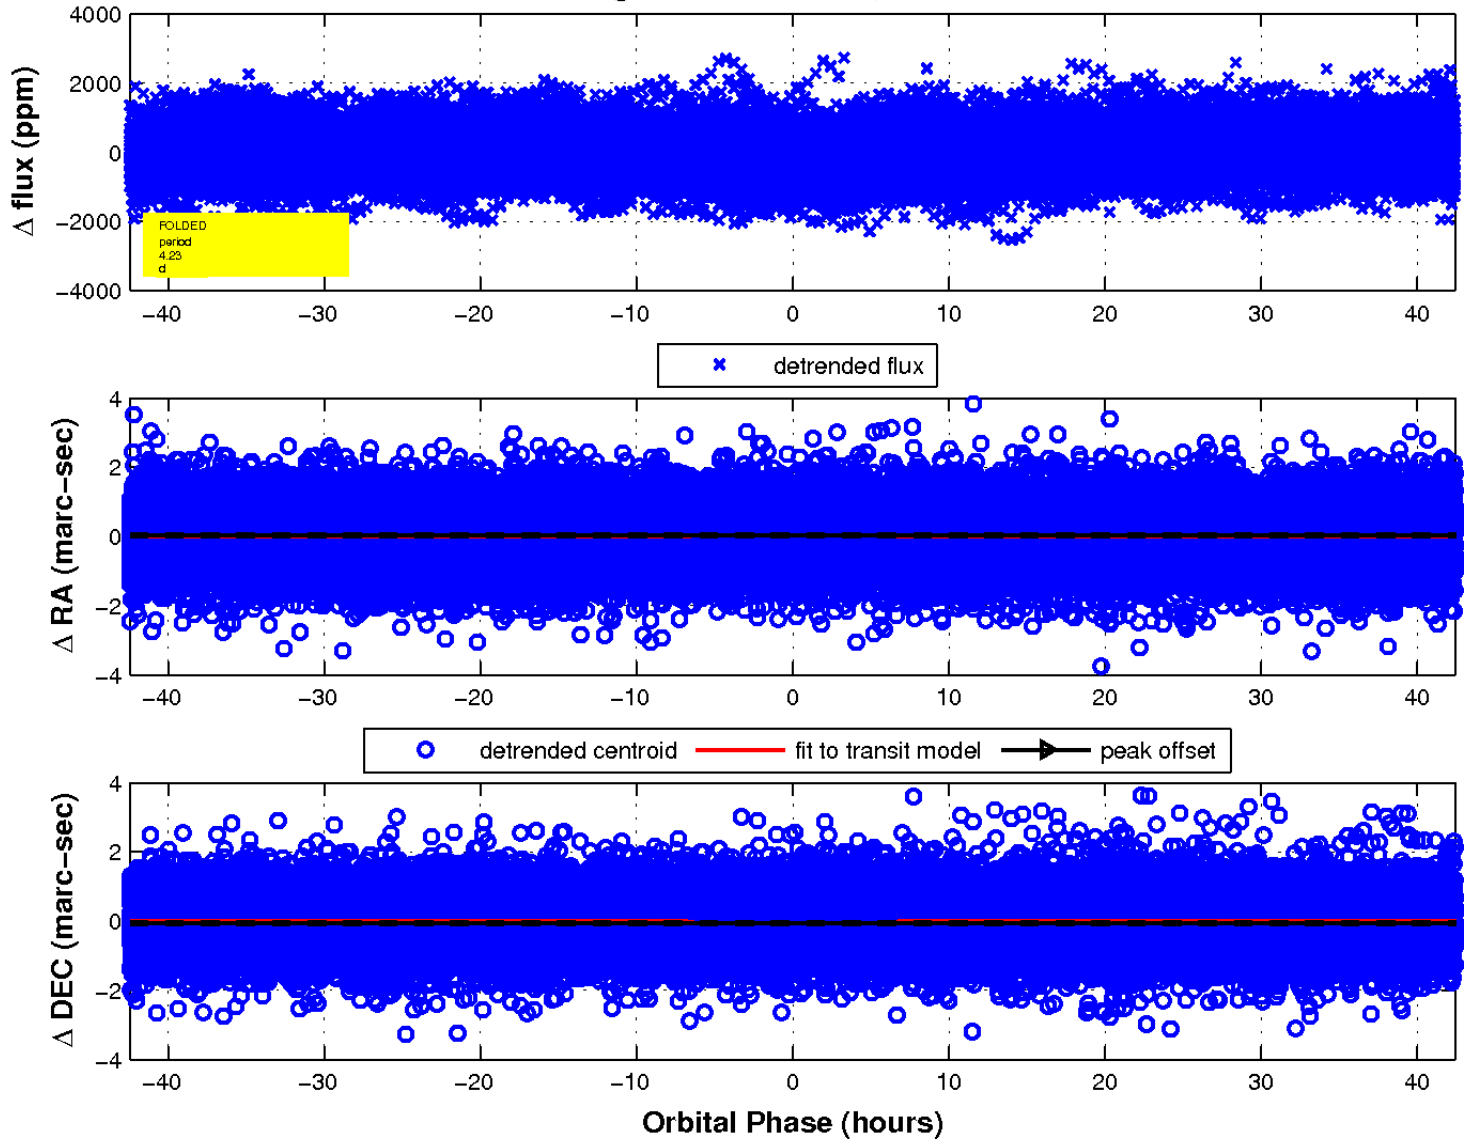 4000
2000
0
−2000
−4000
Δ flux (ppm)
FOLDED
period
4.23
d
−40 −30 −20 −10 0 10 20 30 40
detrended flux
4
2
0
−2
−4
Δ RA (marc−sec)
−40 −30 −20 −10 0 10 20 30 40
detrended centroid fit to transit model peak offset
4
2
0
−2
−4
Δ DEC (marc−sec)
−40 −30 −20 −10 0 10 20 30 40
Orbital Phase (hours)